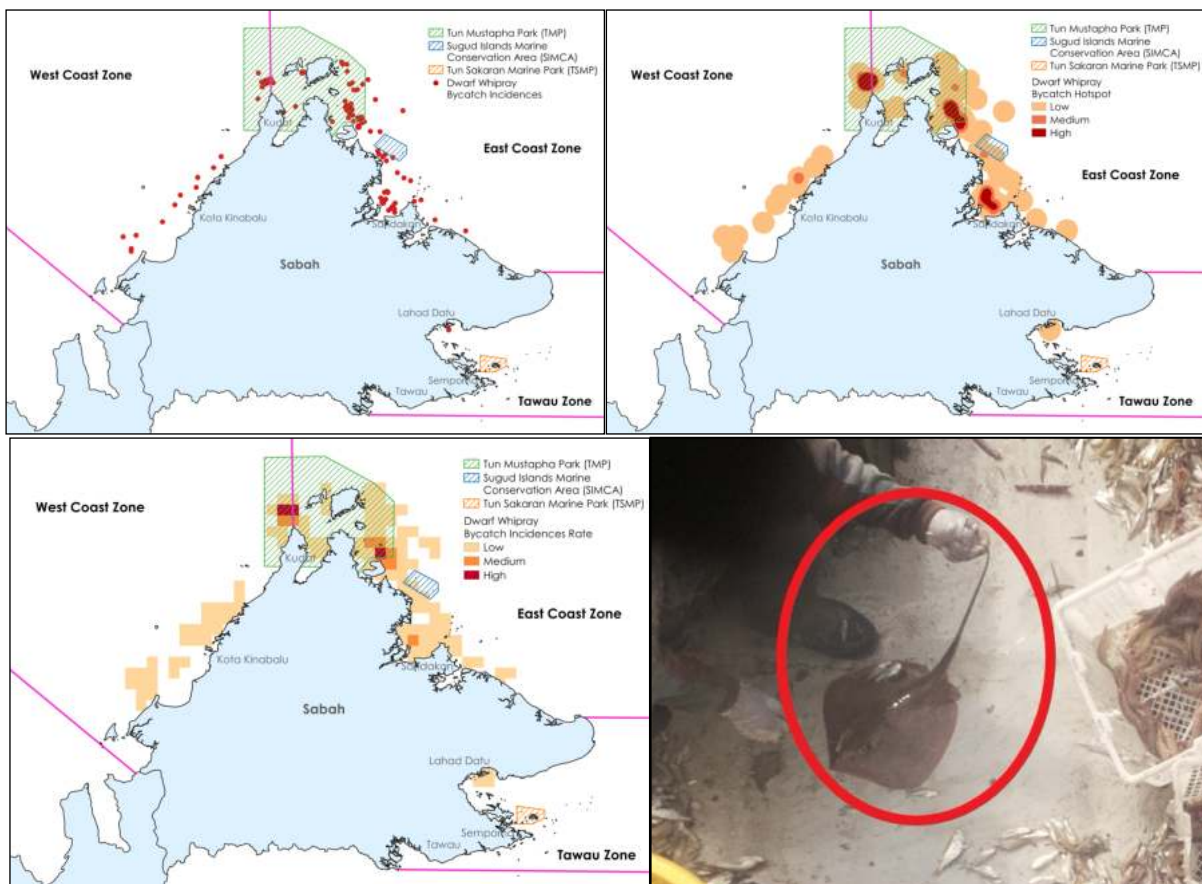 Tun Mustapha Park (TMP)
Sugud Islands Marine
Conservation Area (SIMCA)
Tun Sakaran Marine Park (TSMP)
Dwarf Whipray
Bycatch Incidences
West Coast Zone
Kudat
East Coast Zone
Kota Kinabalu
Sandakan
Sabah
Lahad Datu
Semporna
Tawau
Tawau Zone
Tun Mustapha Park (TMP)
Sugud Islands Marine
Conservation Area (SIMCA)
Tun Sakaran Marine Park (TSMP)
Dwarf Whipray
Bycatch Hotspot
Low
Medium
High
West Coast Zone
Kudat
East Coast Zone
Kota Kinabalu
Sandakan
Sabah
Lahad Datu
Semporna
Tawau
Tawau Zone
Tun Mustapha Park (TMP)
Sugud Islands Marine
Conservation Area (SIMCA)
Tun Sakaran Marine Park (TSMP)
Dwarf Whipray
Bycatch Incidences Rate
Low
Medium
High
West Coast Zone
Kudat
East Coast Zone
Kota Kinabalu
Sandakan
Sabah
Lahad Datu
Semporna
Tawau
Tawau Zone